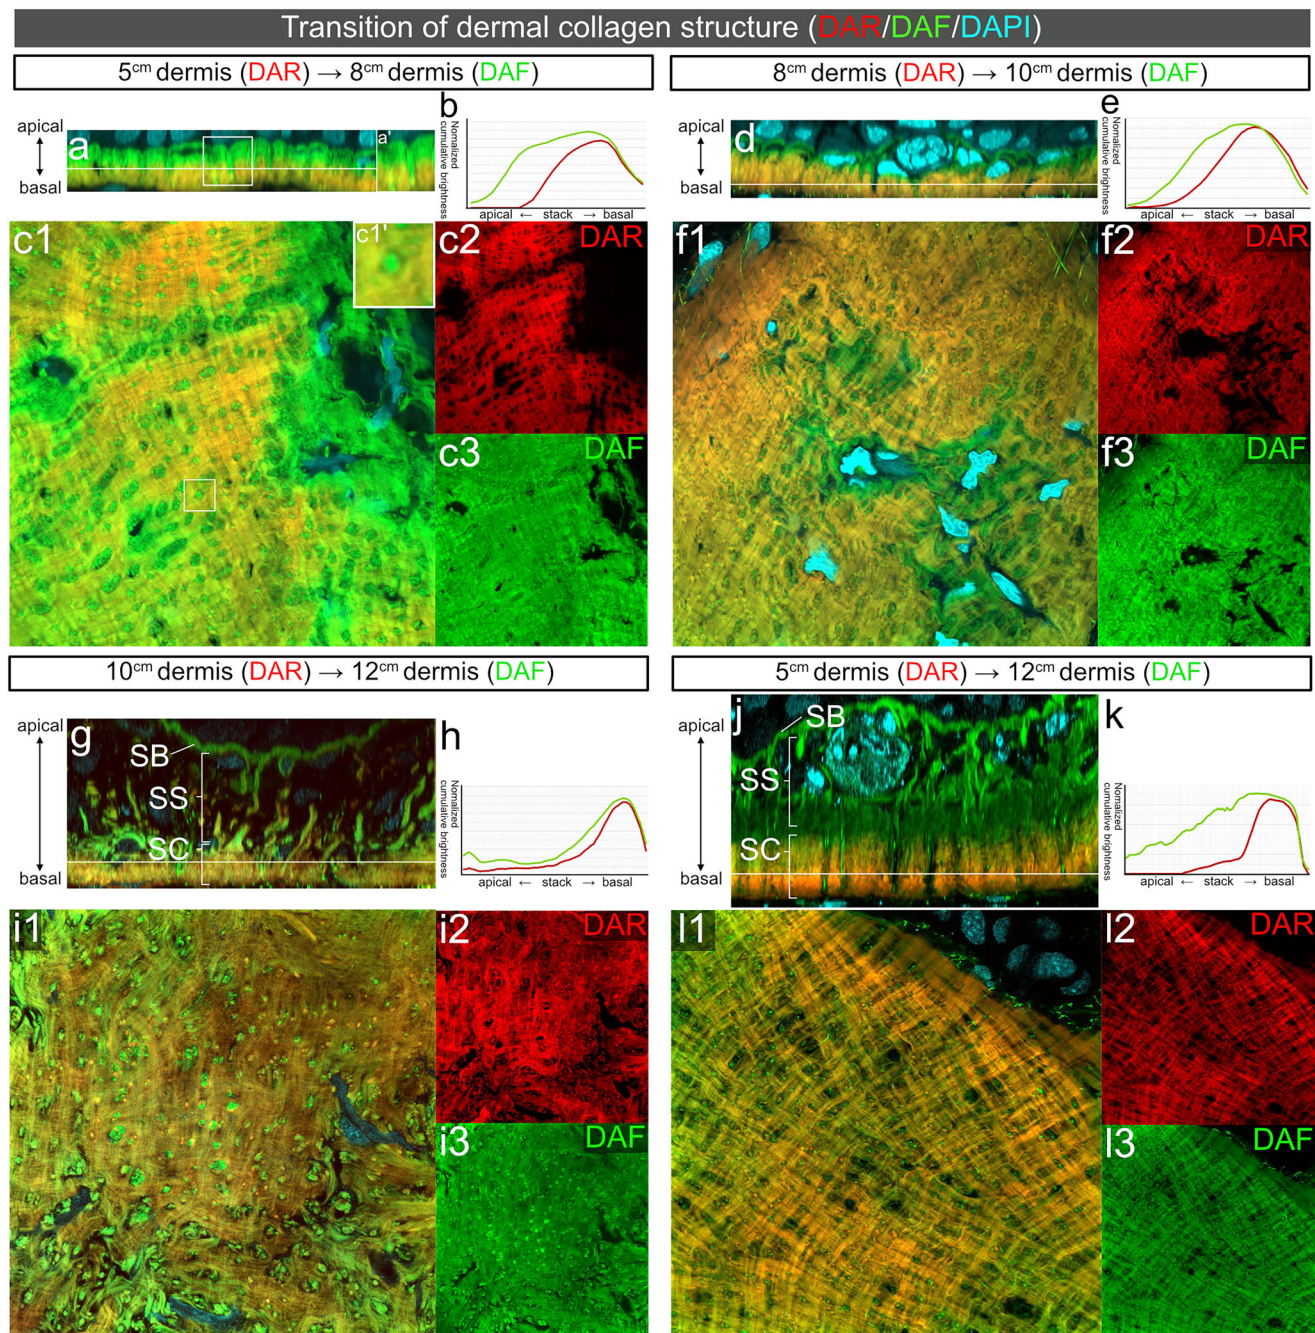 Transition of dermal collagen structure (DAR/DAF/DAPI)
5cm dermis (DAR) → 8cm dermis (DAF)
apical
basal
a
a'
b
Normalized
cumulative brightness
apical ← stack → basal
c1
c1'
c2
DAR
c3
DAF
8cm dermis (DAR) → 10cm dermis (DAF)
apical
basal
d
e
Normalized
cumulative brightness
apical ← stack → basal
f1
f2
DAR
f3
DAF
10cm dermis (DAR) → 12cm dermis (DAF)
apical
basal
g
SB
SS
SC
h
Normalized
cumulative brightness
apical ← stack → basal
i1
i2
DAR
i3
DAF
5cm dermis (DAR) → 12cm dermis (DAF)
apical
basal
j
SB
SS
SC
k
Normalized
cumulative brightness
apical ← stack → basal
l1
l2
DAR
l3
DAF